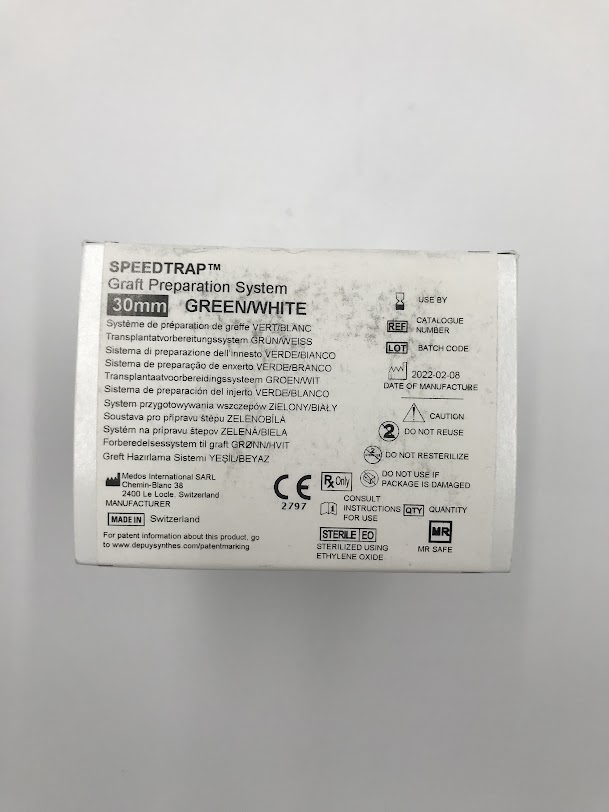 SPEEDTRAP™
Graft Preparation System
30mm GREEN/WHITE
Système de préparation de greffe VERT/BLANC
Transplantatvorbereitungssystem GRÜN/WEISS
Sistema di preparazione dell'innesto VERDE/BIANCO
Sistema de preparação de enxerto VERDE/BRANCO
Transplantaatvoorbereidingssysteem GROEN/WIT
Sistema de preparación del injerto VERDE/BLANCO
System przygotowywania wszczepów ZIELONY/BIAŁY
Soustava pro přípravu štěpu ZELENOBÍLÁ
Systém na prípravu štepov ZELENÁ/BIELA
Forberedelsessystem til graft GRØNN/HVIT
Greft Hazırlama Sistemi YEŞİL/BEYAZ
Medos International SARL
Chemin-Blanc 38
2400 Le Locle, Switzerland
MANUFACTURER
MADE IN Switzerland
For patent information about this product, go
to www.depuysynthes.com/patentmarking
CE
2797
USE BY
REF CATALOGUE
NUMBER
LOT BATCH CODE
2022-02-08
DATE OF MANUFACTURE
CAUTION
2 DO NOT REUSE
2 DO NOT RESTERILIZE
Rx Only
DO NOT USE IF
PACKAGE IS DAMAGED
CONSULT
INSTRUCTIONS
FOR USE
QTY QUANTITY
STERILE EO
STERILIZED USING
ETHYLENE OXIDE
MR
MR SAFE